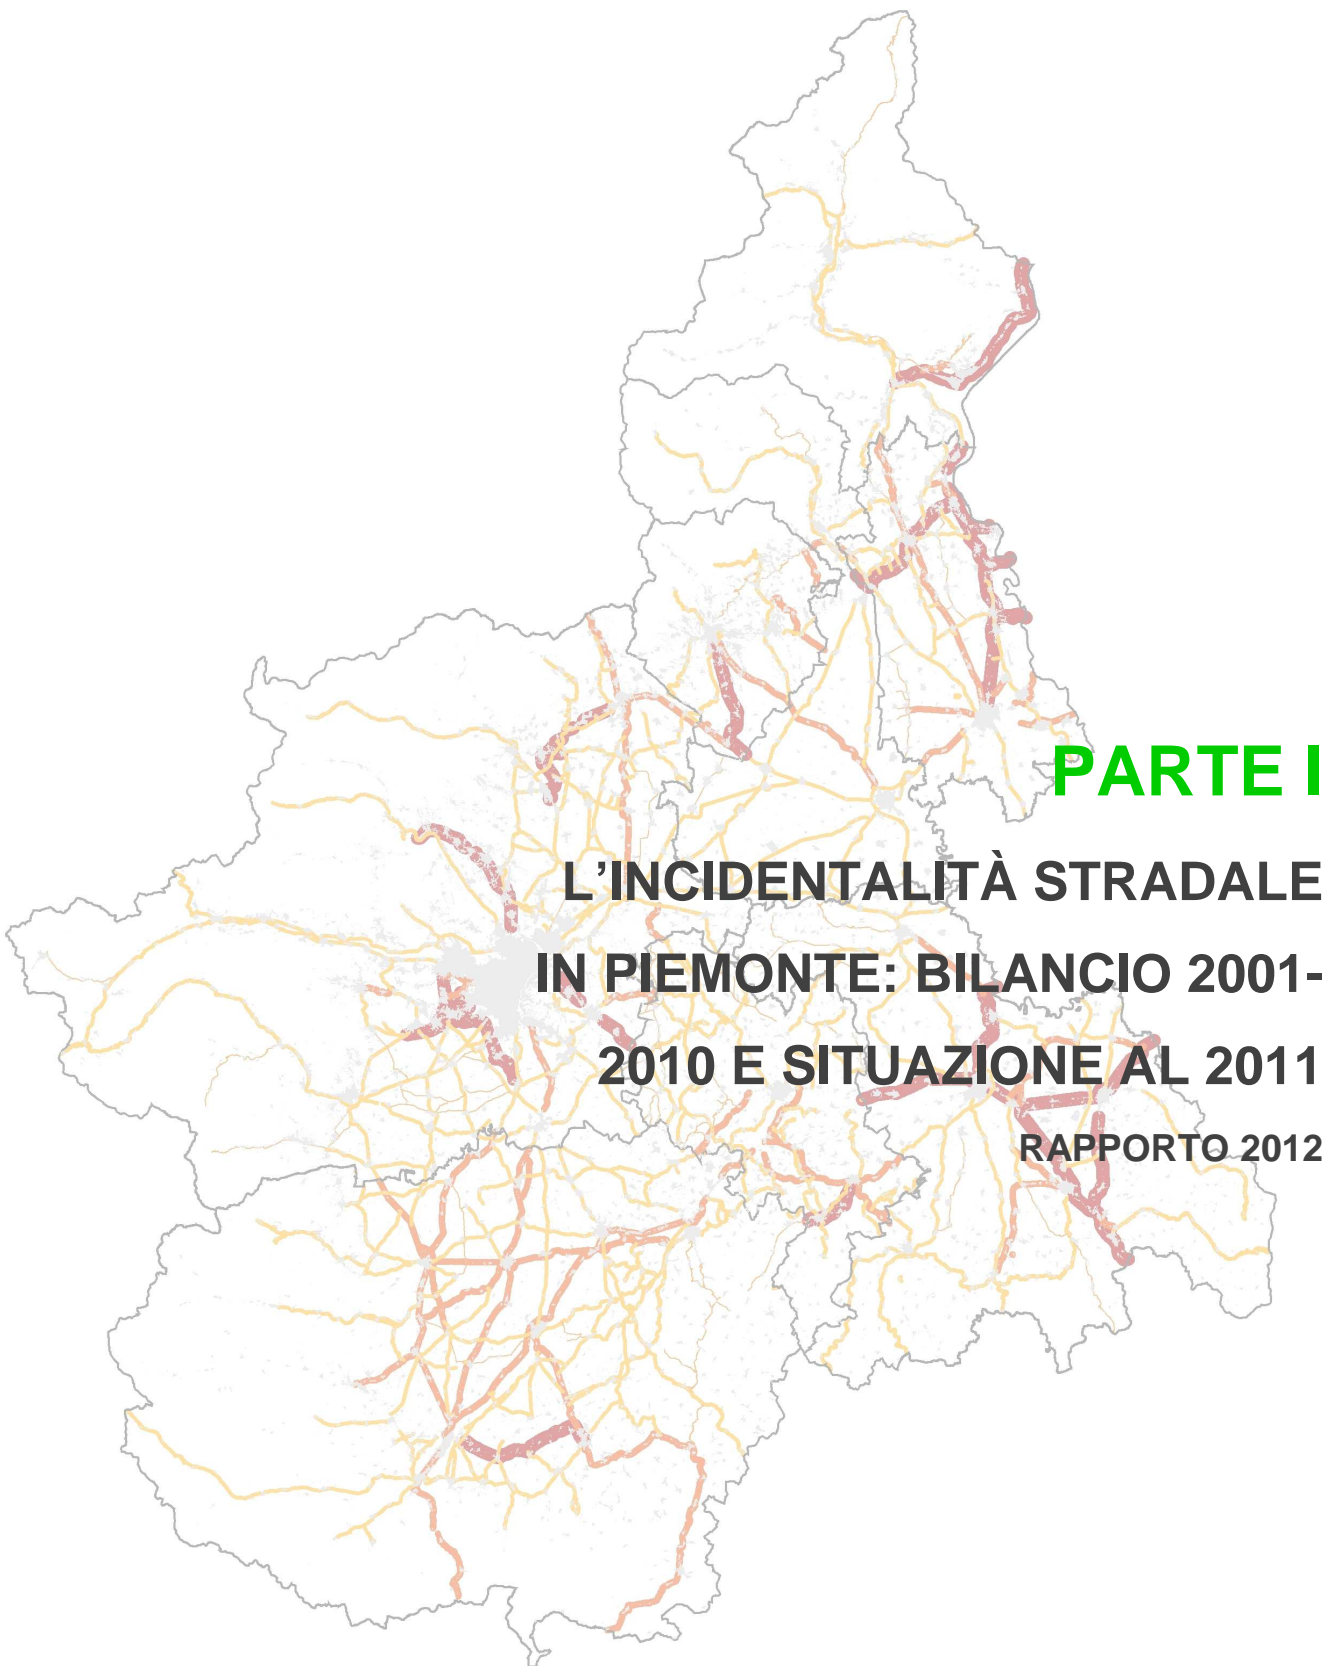 PARTE I
L’INCIDENTALITÀ STRADALE
IN PIEMONTE: BILANCIO 2001-
2010 E SITUAZIONE AL 2011
RAPPORTO 2012